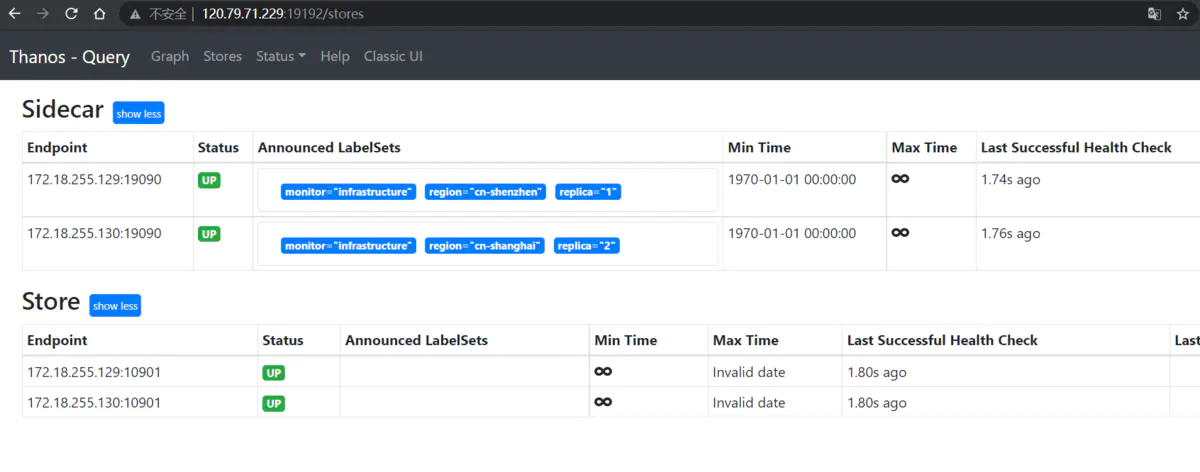 不安全 | 120.79.71.229:19192/stores
Thanos - Query Graph Stores Status Help Classic UI
Sidecar show less
Endpoint Status Announced LabelSets Min Time Max Time Last Successful Health Check
172.18.255.129:19090 UP monitor="infrastructure" region="cn-shenzhen" replica="1" 1970-01-01 00:00:00 ∞ 1.74s ago
172.18.255.130:19090 UP monitor="infrastructure" region="cn-shanghai" replica="2" 1970-01-01 00:00:00 ∞ 1.76s ago
Store show less
Endpoint Status Announced LabelSets Min Time Max Time Last Successful Health Check Last
172.18.255.129:10901 UP ∞ Invalid date 1.80s ago
172.18.255.130:10901 UP ∞ Invalid date 1.80s ago